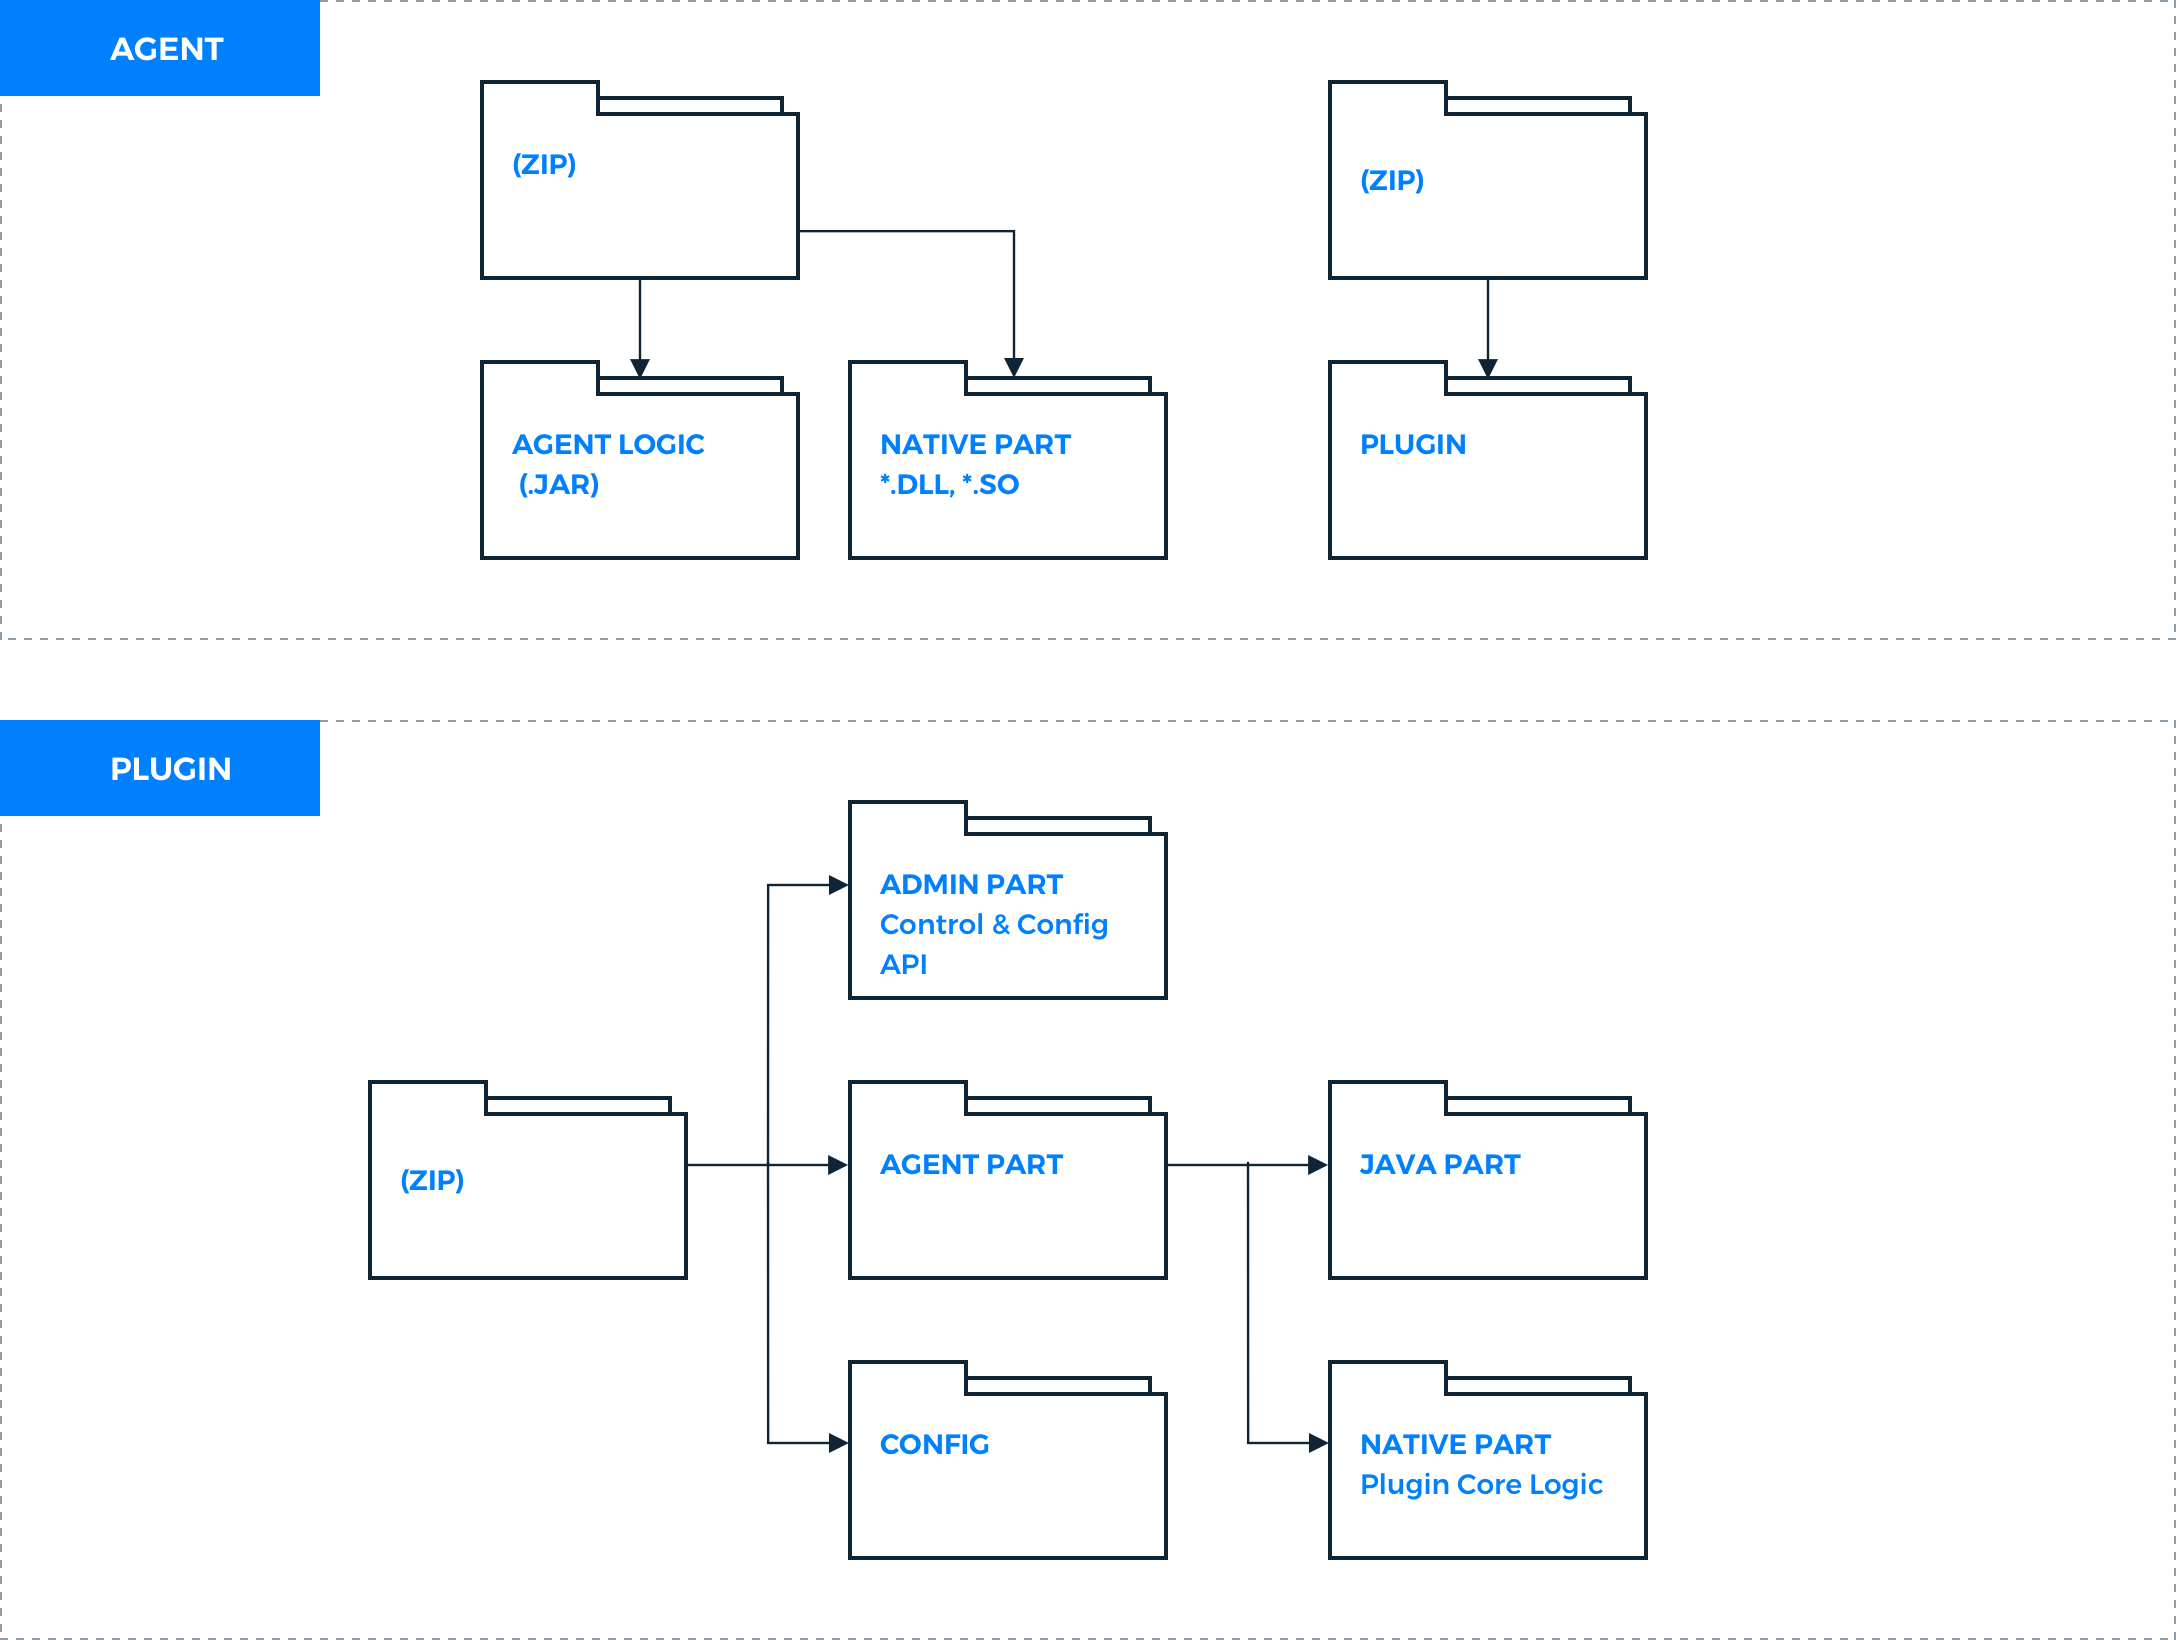 AGENT
(ZIP)
(ZIP)
AGENT LOGIC
(.JAR)
NATIVE PART
*.DLL, *.SO
PLUGIN
PLUGIN
ADMIN PART
Control & Config
API
(ZIP)
AGENT PART
JAVA PART
CONFIG
NATIVE PART
Plugin Core Logic